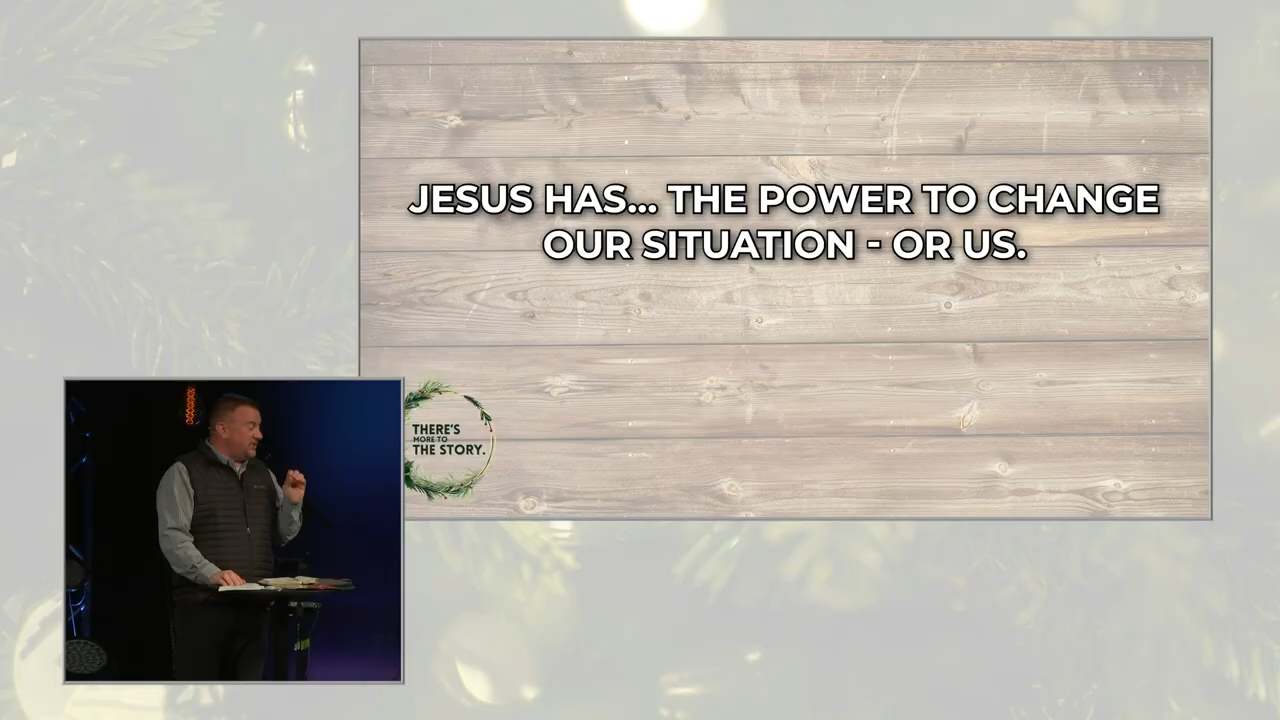 JESUS HAS... THE POWER TO CHANGE
OUR SITUATION - OR US.
THERE'S
MORE TO
THE STORY.